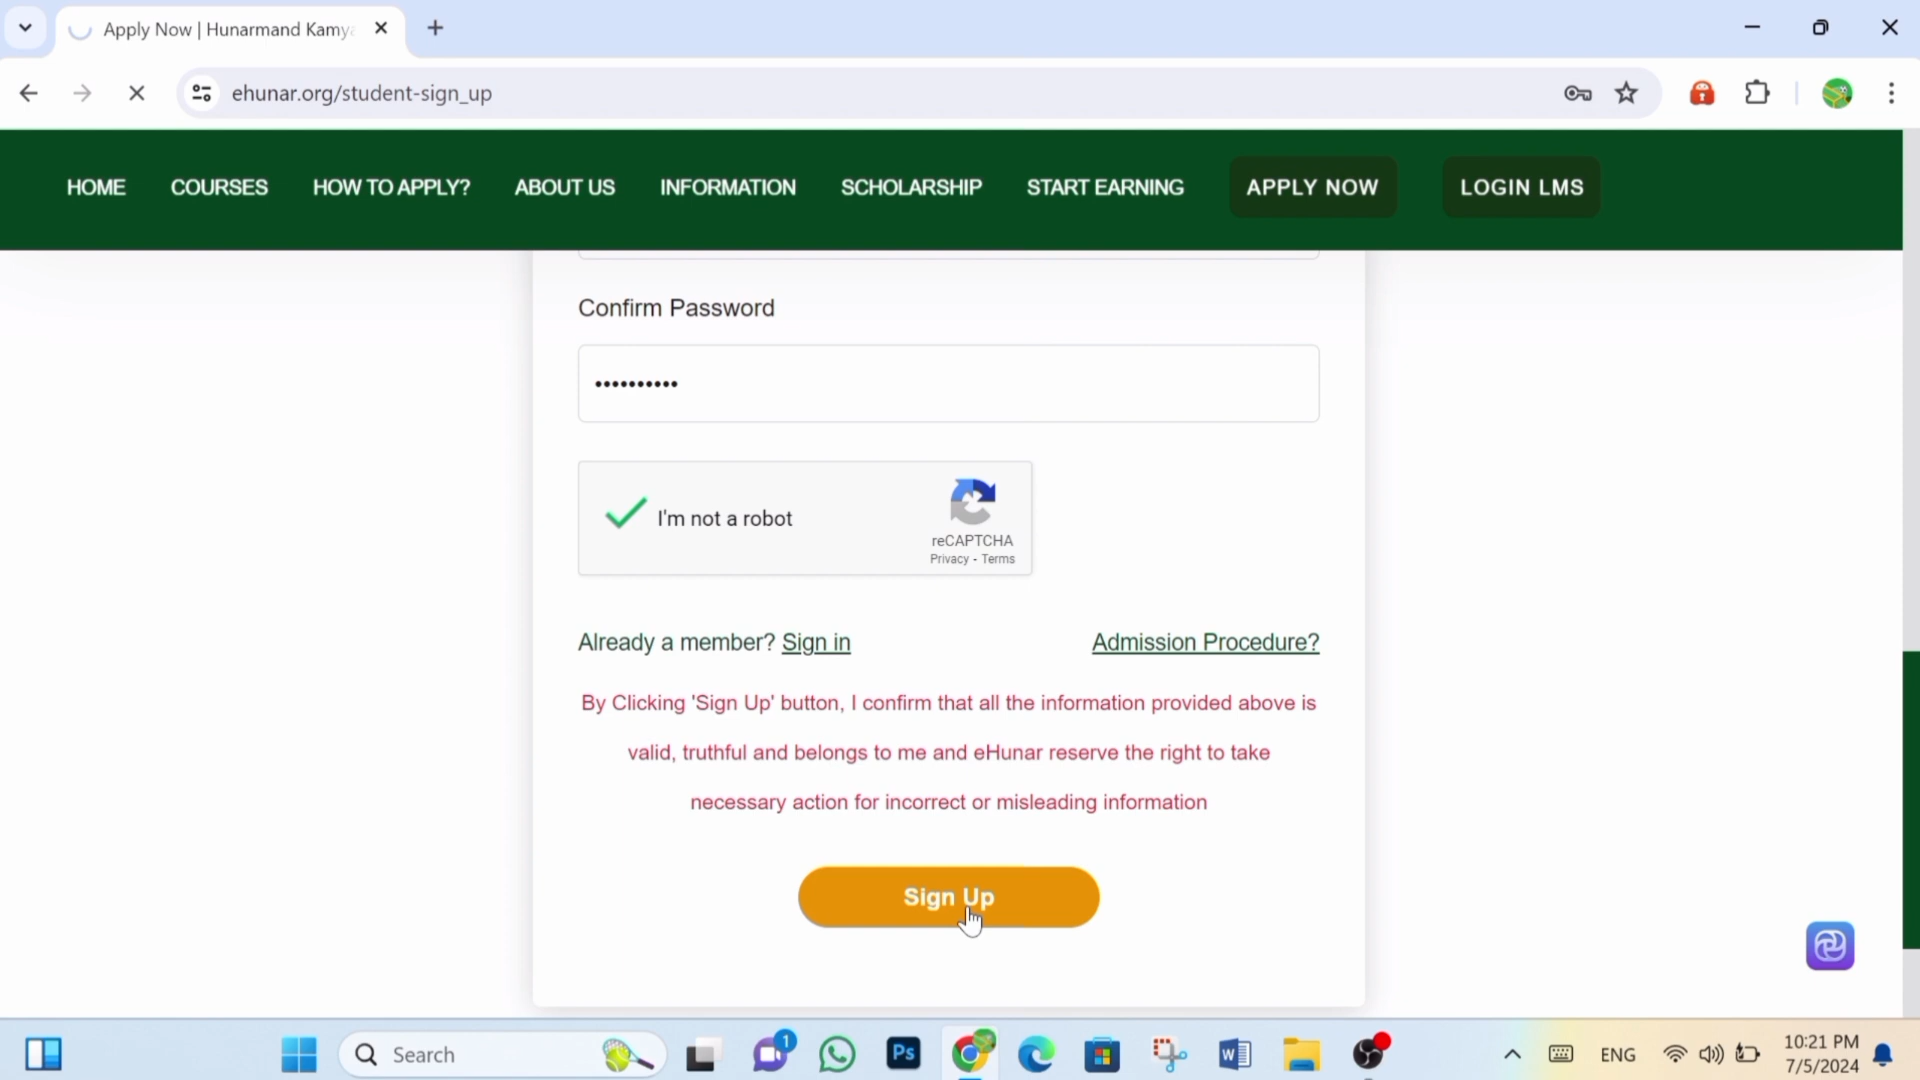 Apply Now | Hunarmand Kamya
ehunar.org/student-sign_up
HOME COURSES HOW TO APPLY? ABOUT US INFORMATION SCHOLARSHIP START EARNING APPLY NOW LOGIN LMS
Confirm Password
••••••••••
I'm not a robot
reCAPTCHA
Privacy - Terms
Already a member? Sign in Admission Procedure?
By Clicking 'Sign Up' button, I confirm that all the information provided above is
valid, truthful and belongs to me and eHunar reserve the right to take
necessary action for incorrect or misleading information
Sign Up
Search
1
Ps
W
ENG
10:21 PM
7/5/2024